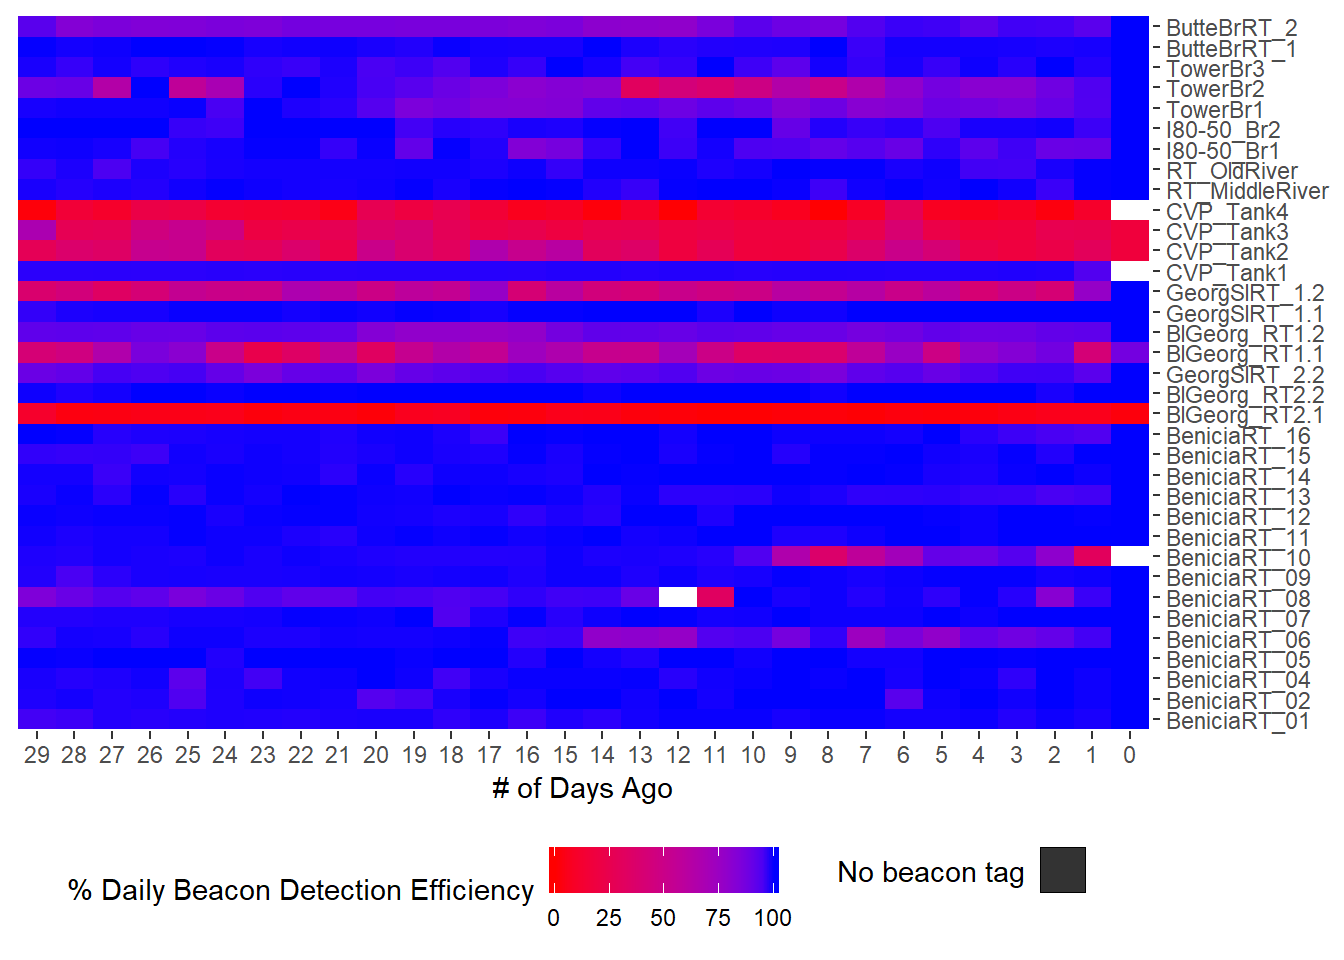 ButteBrRT_2
ButteBrRT_1
TowerBr3
TowerBr2
TowerBr1
I80-50_Br2
I80-50_Br1
RT_OldRiver
RT_MiddleRiver
CVP_Tank4
CVP_Tank3
CVP_Tank2
CVP_Tank1
GeorgSlRT_1.2
GeorgSlRT_1.1
BlGeorg_RT1.2
BlGeorg_RT1.1
GeorgSlRT_2.2
BlGeorg_RT2.2
BlGeorg_RT2.1
BeniciaRT_16
BeniciaRT_15
BeniciaRT_14
BeniciaRT_13
BeniciaRT_12
BeniciaRT_11
BeniciaRT_10
BeniciaRT_09
BeniciaRT_08
BeniciaRT_07
BeniciaRT_06
BeniciaRT_05
BeniciaRT_04
BeniciaRT_02
BeniciaRT_01
29 28 27 26 25 24 23 22 21 20 19 18 17 16 15 14 13 12 11 10 9 8 7 6 5 4 3 2 1 0
# of Days Ago
% Daily Beacon Detection Efficiency
0 25 50 75 100
No beacon tag